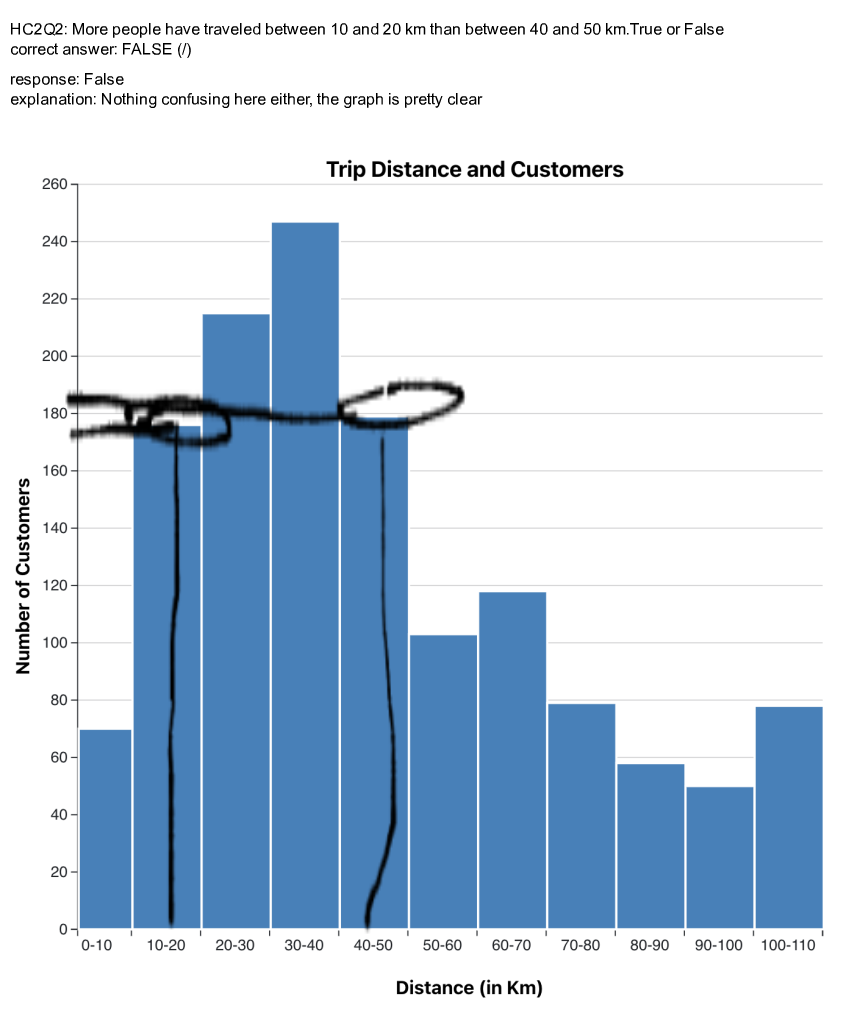 HC2Q2: More people have traveled between 10 and 20 km than between 40 and 50 km.True or False
correct answer: FALSE (/)
response: False
explanation: Nothing confusing here either, the graph is pretty clear
Trip Distance and Customers
260
240
220
200
180
160
140
120
100
80
60
40
20
0
Number of Customers
0-10 10-20 20-30 30-40 40-50 50-60 60-70 70-80 80-90 90-100 100-110
Distance (in Km)